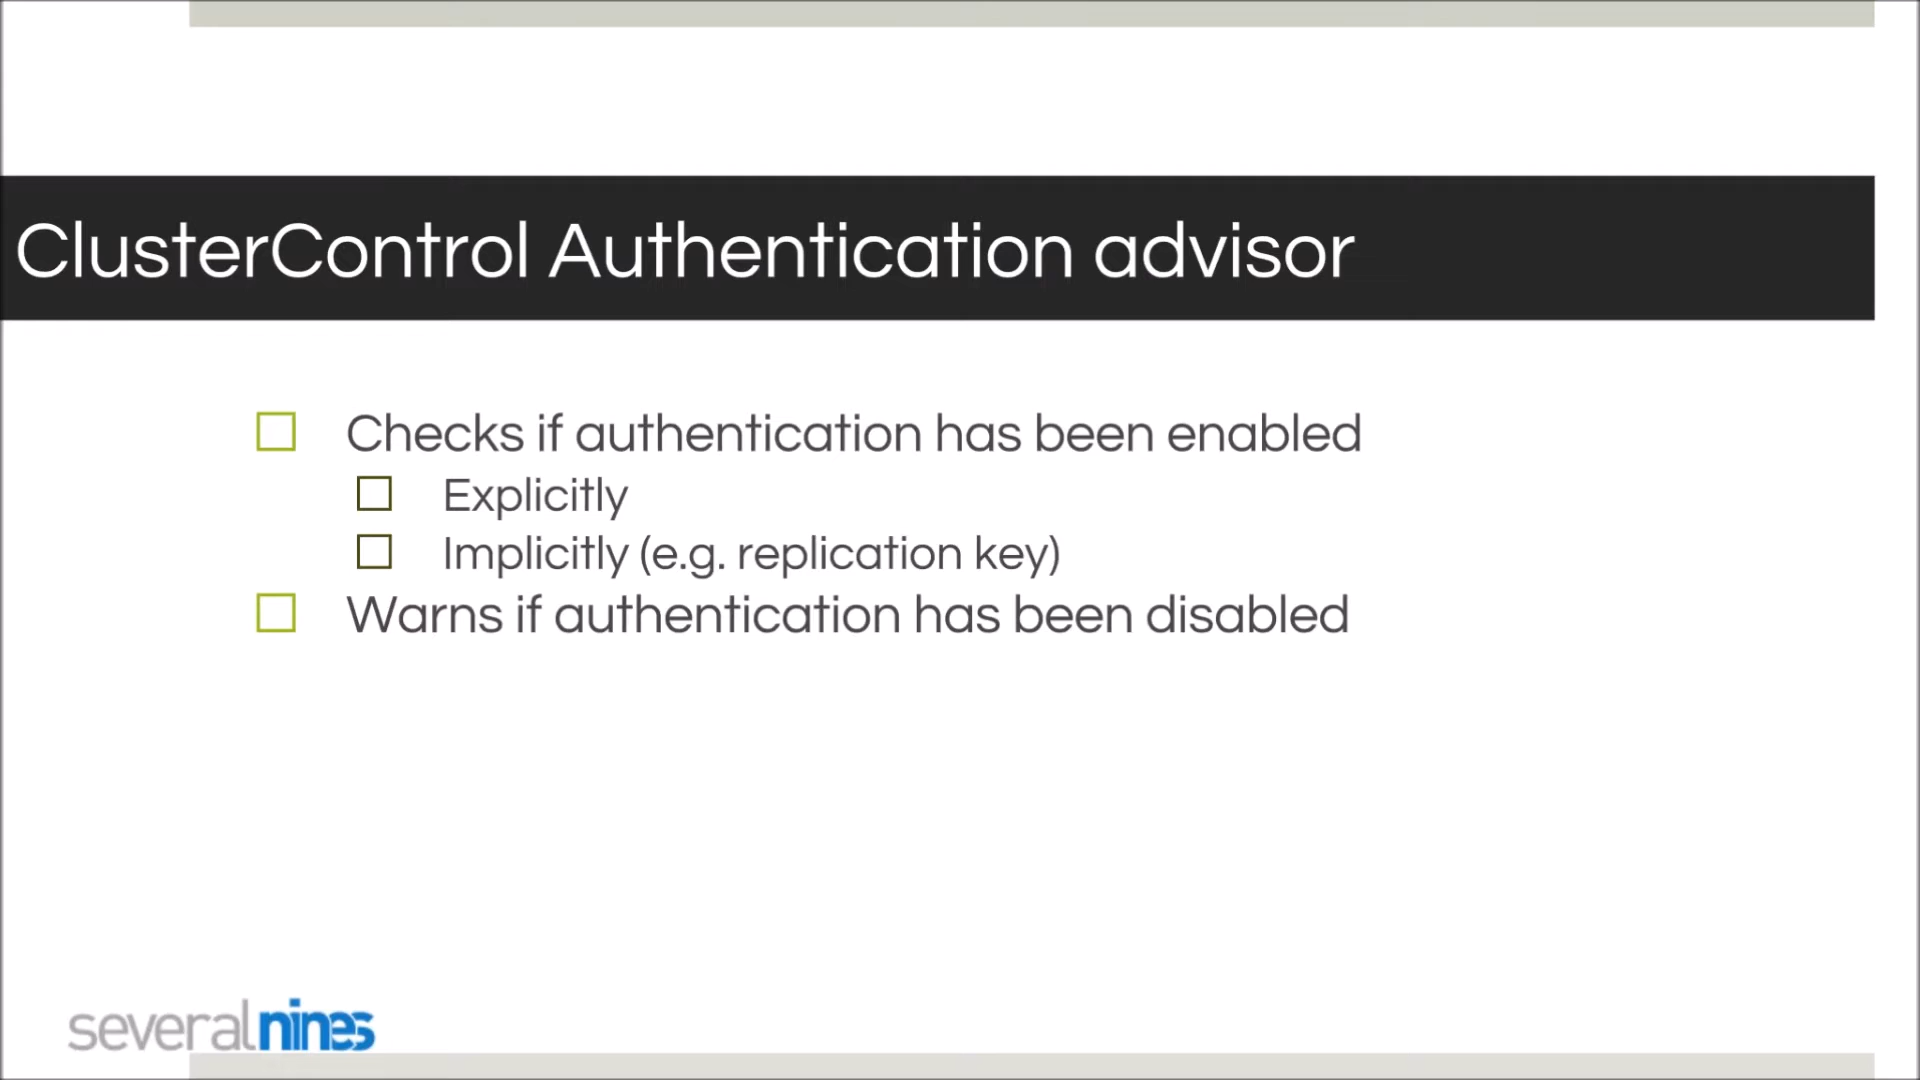 ClusterControl Authentication advisor
Checks if authentication has been enabled
Explicitly
Implicitly (e.g. replication key)
Warns if authentication has been disabled
severalnines